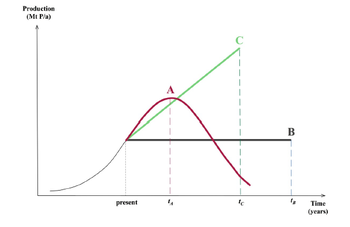 Production
(Mt P/a)
C
A
B
present
tA
tC
tB
Time
(years)